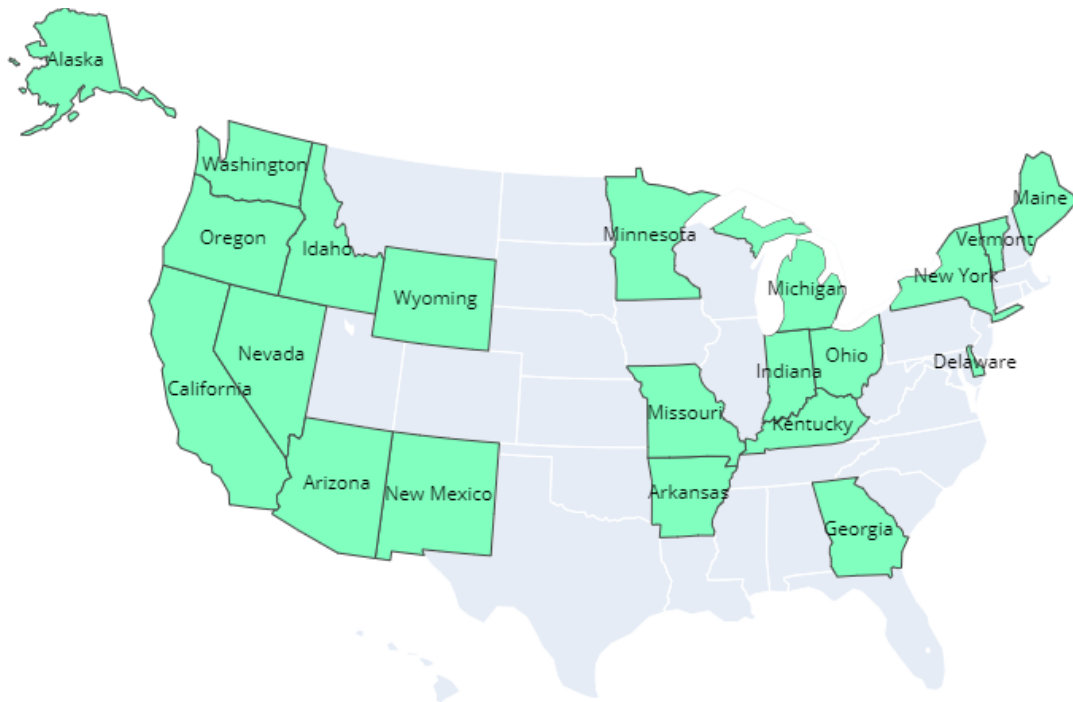 Alaska
Washington
Maine
Oregon
Idaho
Minnesota
Vermont
New York
Wyoming
Michigan
Nevada
Ohio
Delaware
Indiana
California
Missouri
Kentucky
Arizona
New Mexico
Arkansas
Georgia